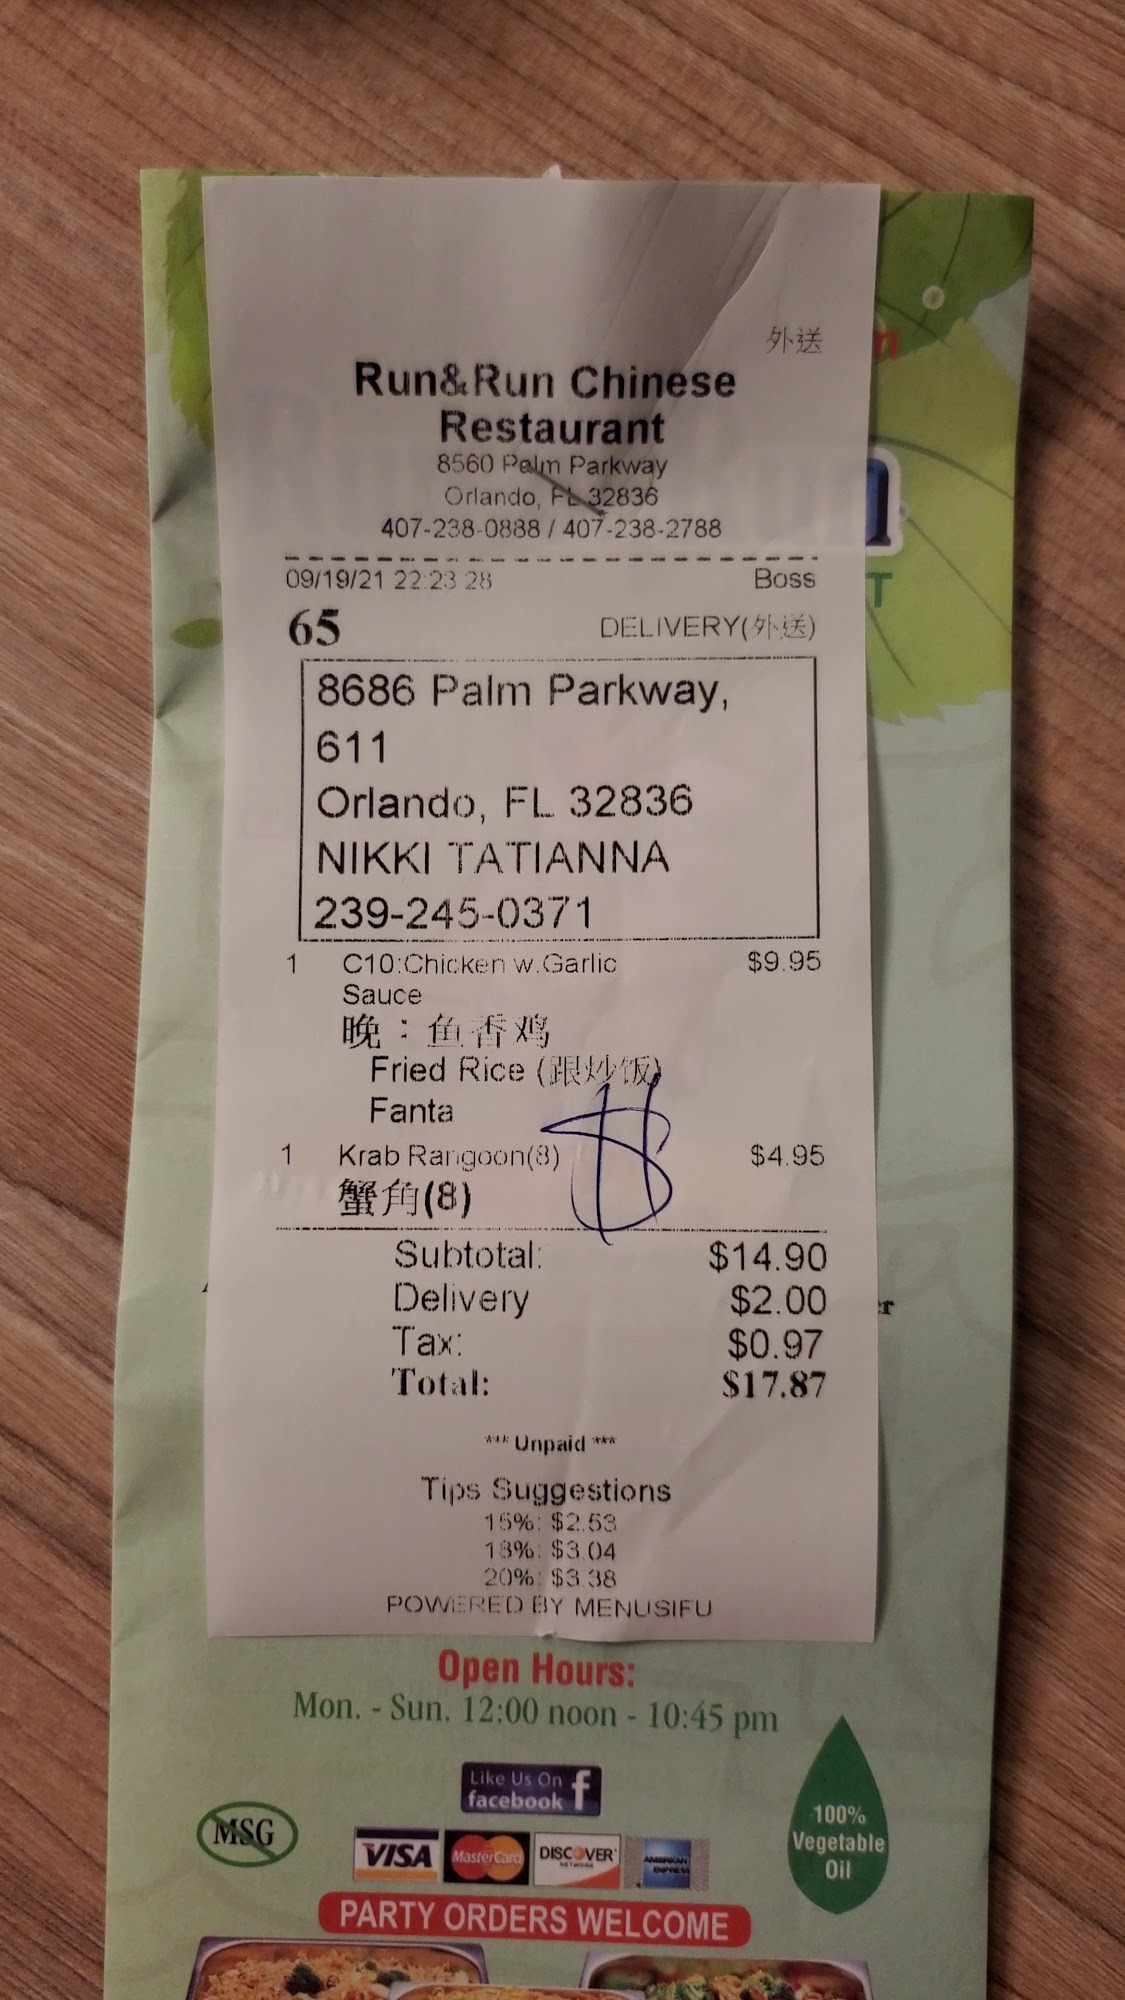 外送
Run&Run Chinese
Restaurant
8560 Palm Parkway
Orlando, FL 32836
407-238-0888 / 407-238-2788
09/19/21 22:23:28 Boss
65 DELIVERY(外送)
8686 Palm Parkway,
611
Orlando, FL 32836
NIKKI TATIANNA
239-245-0371
1 C10:Chicken w.Garlic $9.95
Sauce
晚：鱼香鸡
Fried Rice (跟炒饭)
Fanta
1 Krab Rangoon(8) $4.95
蟹角(8)
Subtotal: $14.90
Delivery $2.00
Tax: $0.97
Total: $17.87
*** Unpaid ***
Tips Suggestions
15%: $2.53
18%: $3.04
20%: $3.38
POWERED BY MENUSIFU
Open Hours:
Mon. - Sun. 12:00 noon - 10:45 pm
Like Us On
facebook f
MSG
VISA MasterCard DISCOVER NETWORK AMERICAN EXPRESS
100%
Vegetable
Oil
PARTY ORDERS WELCOME